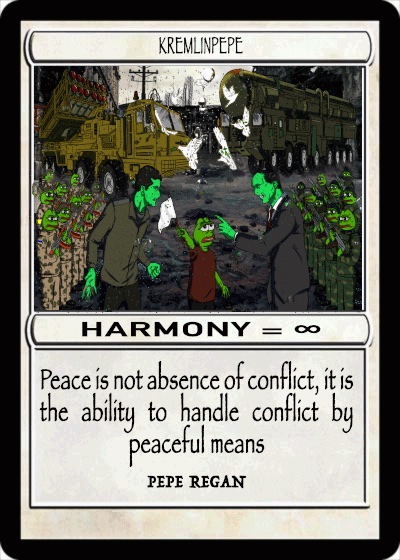 KREMLINPEPE
HARMONY = ∞
Peace is not absence of conflict, it is
the ability to handle conflict by
peaceful means
PEPE REGAN